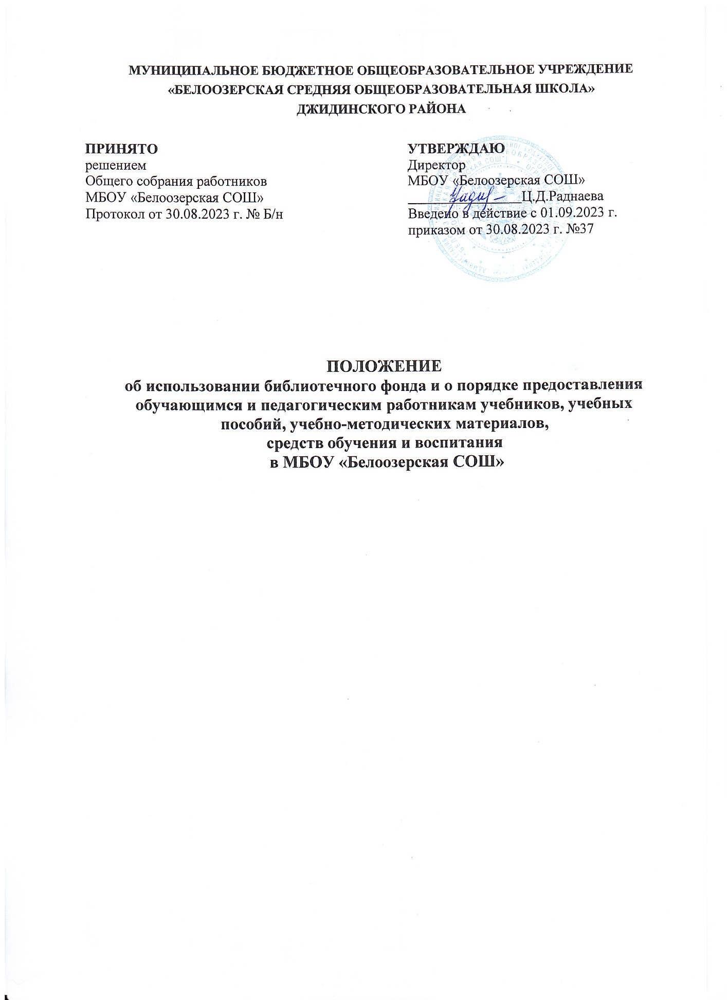 МУНИЦИПАЛЬНОЕ БЮДЖЕТНОЕ ОБЩЕОБРАЗОВАТЕЛЬНОЕ УЧРЕЖДЕНИЕ
«БЕЛООЗЕРСКАЯ СРЕДНЯЯ ОБЩЕОБРАЗОВАТЕЛЬНАЯ ШКОЛА»
ДЖИДИНСКОГО РАЙОНА
ПРИНЯТО
решением
Общего собрания работников
МБОУ «Белоозерская СОШ»
Протокол от 30.08.2023 г. № Б/н
УТВЕРЖДАЮ
Директор
МБОУ «Белоозерская СОШ»
Ц.Д.Раднаева
Введено в действие с 01.09.2023 г.
приказом от 30.08.2023 г. №37
ПОЛОЖЕНИЕ
об использовании библиотечного фонда и о порядке предоставления
обучающимся и педагогическим работникам учебников, учебных
пособий, учебно-методических материалов,
средств обучения и воспитания
в МБОУ «Белоозерская СОШ»